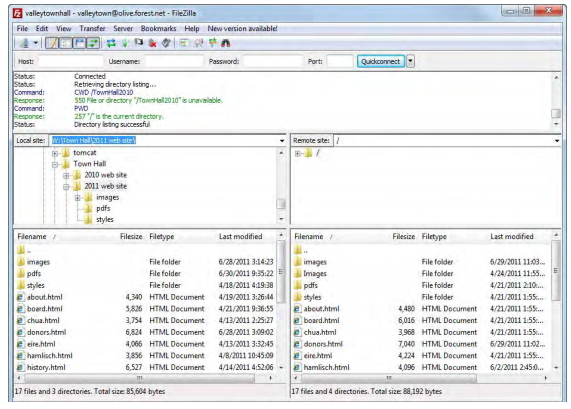 valleytownhall - valleytown@olive.forest.net - FileZilla
File Edit View Transfer Server Bookmarks Help New version available!
Host: Username: Password: Port: Quickconnect
Status: Connected
Status: Retrieving directory listing...
Command: CWD /TownHall2010
Response: 550 File or directory "/TownHall2010" is unavailable.
Command: PWD
Response: 257 "/" is the current directory.
Status: Directory listing successful
Local site: W:\Town Hall\2011 web site\ Remote site: /
tomcat /
Town Hall
2010 web site
2011 web site
images
pdfs
styles
Filename / Filesize Filetype Last modified Filename / Filesize Filetype Last modified
.. ..
images File folder 6/28/2011 3:14:23 images File folder 6/29/2011 11:03...
pdfs File folder 6/30/2011 9:35:22 Images File folder 4/24/2011 11:55...
styles File folder 4/18/2011 4:19:38 pdfs File folder 4/21/2011 2:10:...
about.html 4,340 HTML Document 4/19/2011 3:26:44 styles File folder 4/21/2011 1:55:...
board.html 5,826 HTML Document 4/21/2011 9:36:55 about.html 4,480 HTML Document 4/21/2011 1:55:...
chua.html 3,754 HTML Document 4/13/2011 2:25:27 board.html 6,016 HTML Document 4/21/2011 1:55:...
donors.html 6,824 HTML Document 6/28/2011 3:09:02 chua.html 3,968 HTML Document 4/21/2011 1:55:...
eire.html 4,066 HTML Document 4/13/2011 3:32:45 donors.html 7,040 HTML Document 6/29/2011 11:02...
hamlisch.html 3,856 HTML Document 4/8/2011 10:45:09 eire.html 4,224 HTML Document 4/21/2011 1:55:...
history.html 6,527 HTML Document 4/14/2011 4:52:06 hamlisch.html 4,096 HTML Document 6/2/2011 2:45:0...
17 files and 3 directories. Total size: 85,604 bytes 17 files and 4 directories. Total size: 88,192 bytes